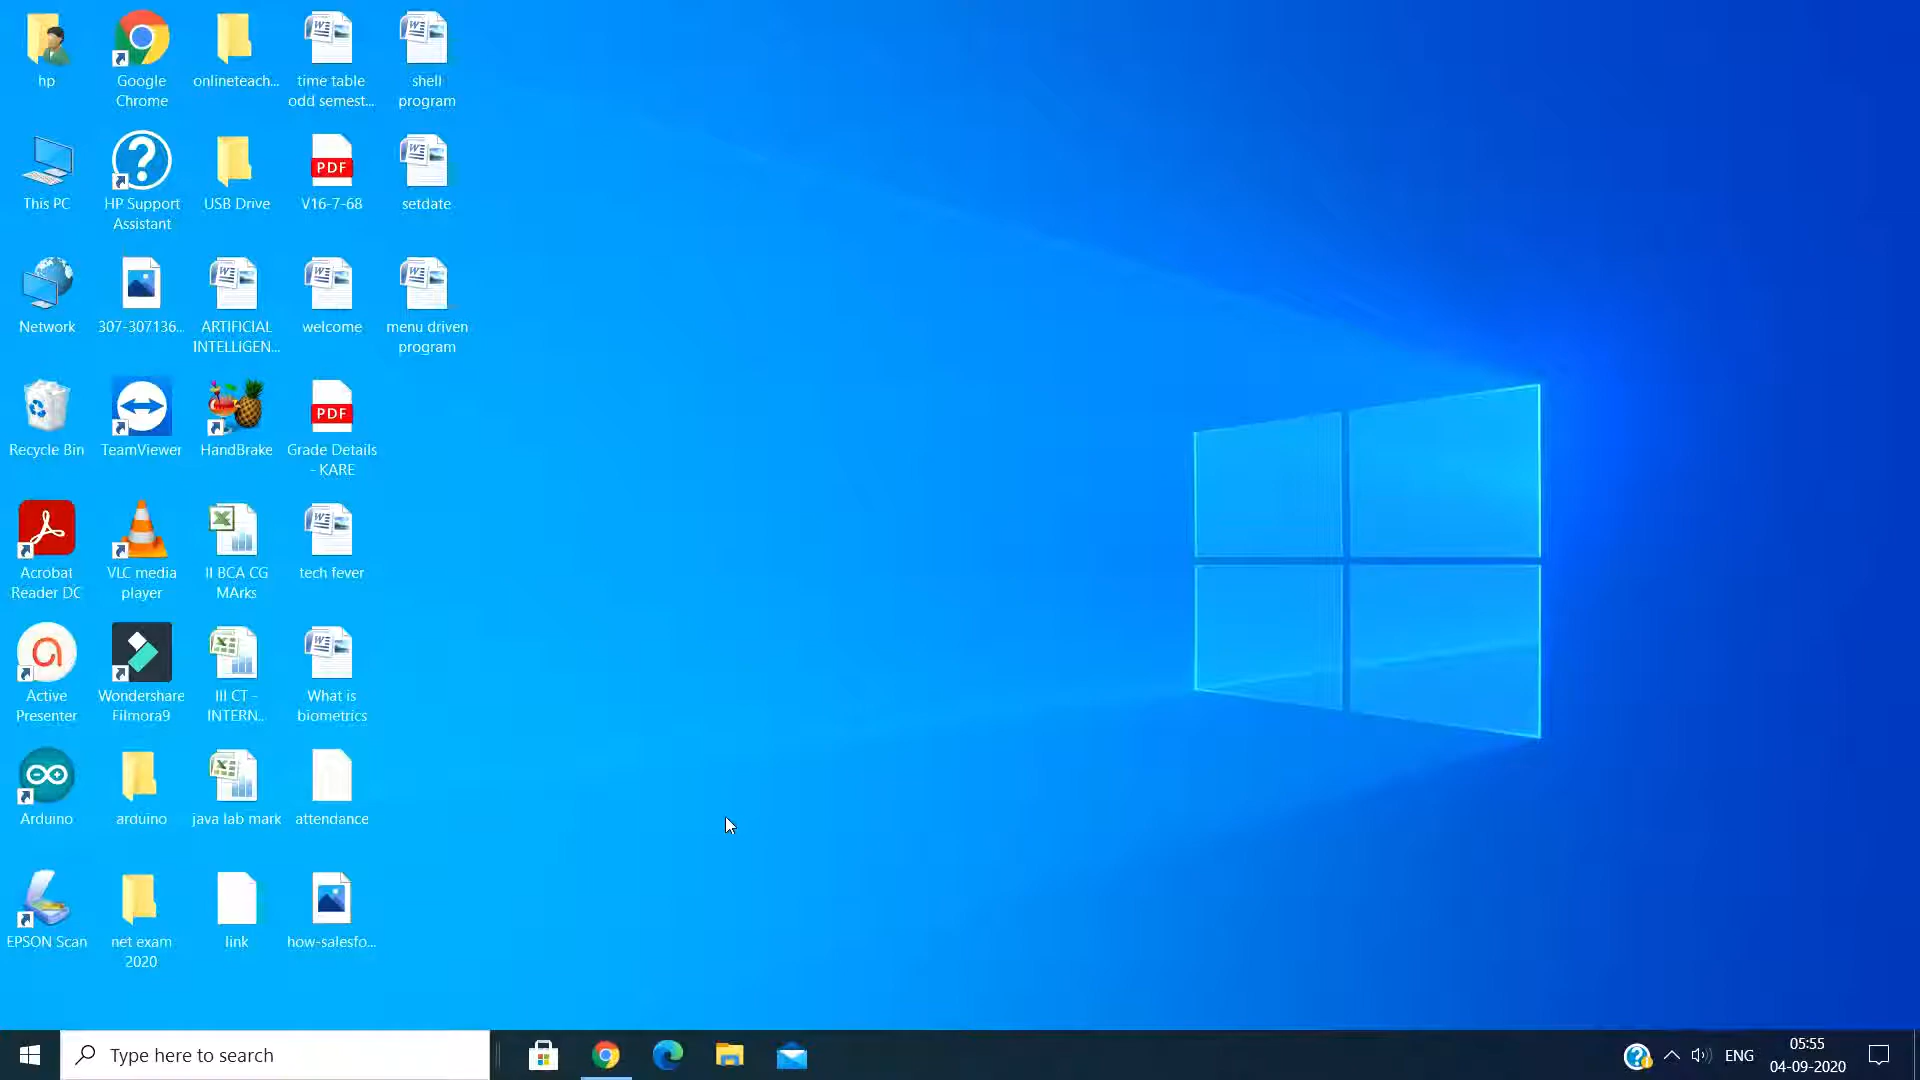 hp
Google
Chrome
onlineteach...
time table
odd semest...
shell
program
This PC
HP Support
Assistant
USB Drive
PDF
V16-7-68
setdate
Network
307-307136...
ARTIFICIAL
INTELLIGEN...
welcome
menu driven
program
Recycle Bin
TeamViewer
HandBrake
PDF
Grade Details
- KARE
Acrobat
Reader DC
VLC media
player
II BCA CG
MArks
tech fever
Active
Presenter
Wondershare
Filmora9
III CT -
INTERN...
What is
biometrics
Arduino
arduino
java lab mark
attendance
EPSON Scan
net exam
2020
link
how-salesfo...
Type here to search
ENG
05:55
04-09-2020